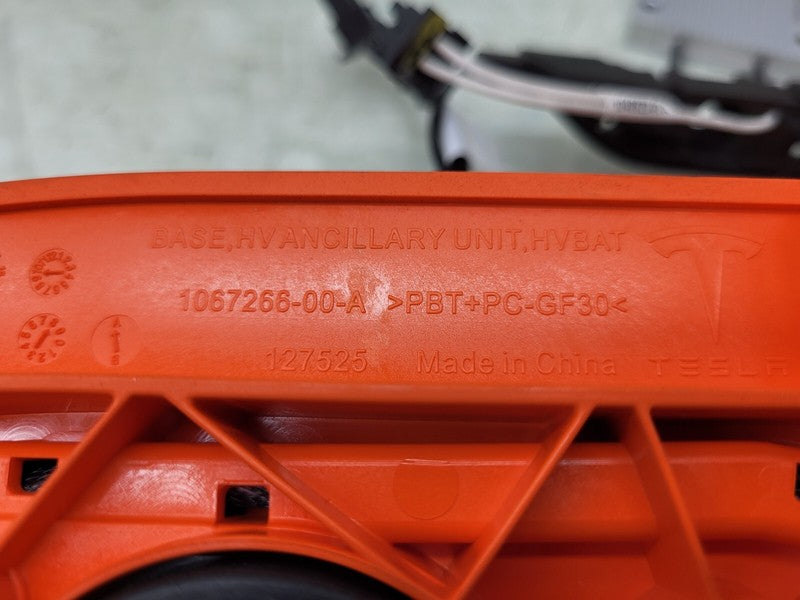 BASE,HV ANCILLARY UNIT,HVBAT
1067266-00-A >PBT+PC-GF30<
127525 Made in China TESLA